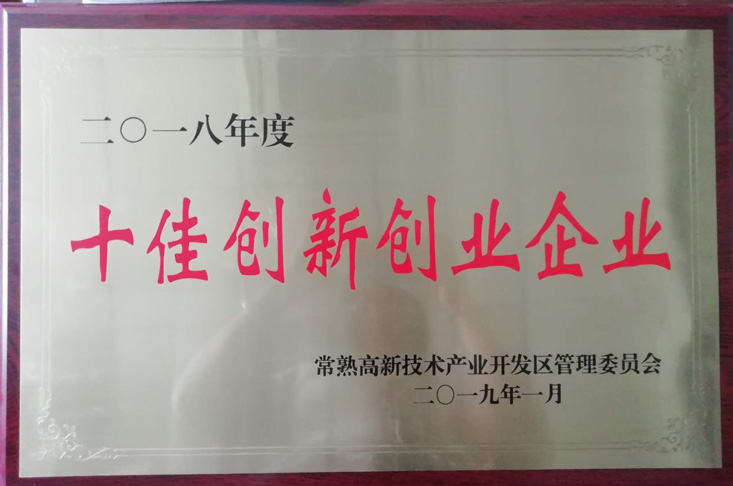 二〇一八年度
十佳创新创业企业
常熟高新技术产业开发区管理委员会
二〇一九年一月